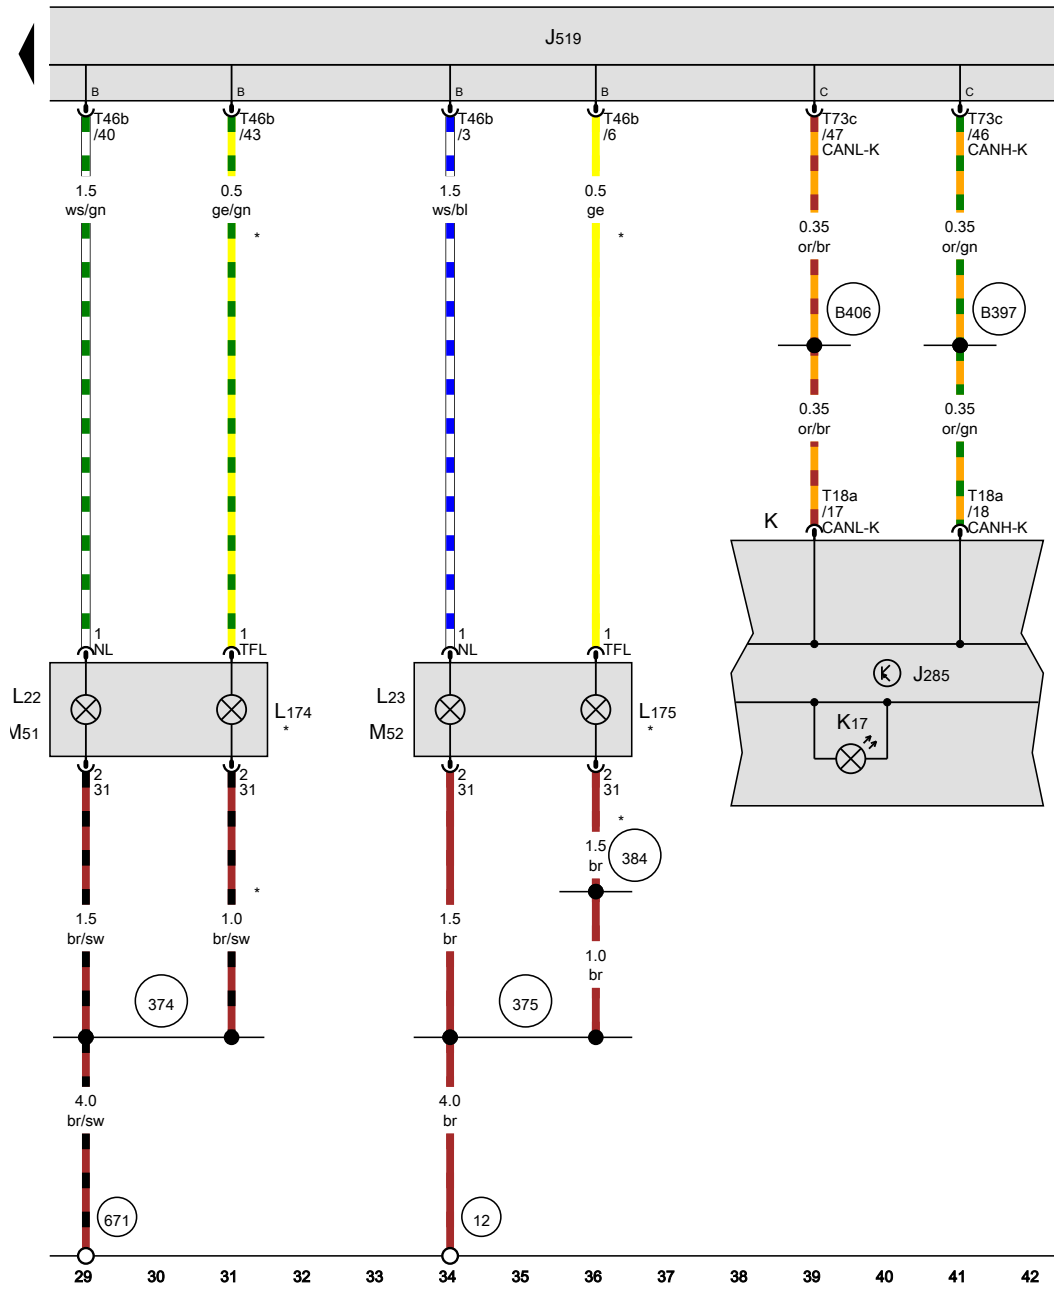 J519
B
B
B
B
C
C
T46b
/40
T46b
/43
T46b
/3
T46b
/6
T73c
/47
CANL-K
T73c
/46
CANH-K
1.5
ws/gn
0.5
ge/gn
*
1.5
ws/bl
0.5
ge
*
0.35
or/br
0.35
or/gn
B406
B397
0.35
or/br
0.35
or/gn
T18a
/17
CANL-K
T18a
/18
CANH-K
K
1
NL
1
TFL
1
NL
1
TFL
J285
L22
M51
L174
*
L23
M52
L175
*
K17
2
31
2
31
2
31
2
31
*
1.5
br
384
*
1.5
br/sw
1.0
br/sw
1.5
br
1.0
br
374
375
4.0
br/sw
4.0
br
671
12
29 30 31 32 33 34 35 36 37 38 39 40 41 42